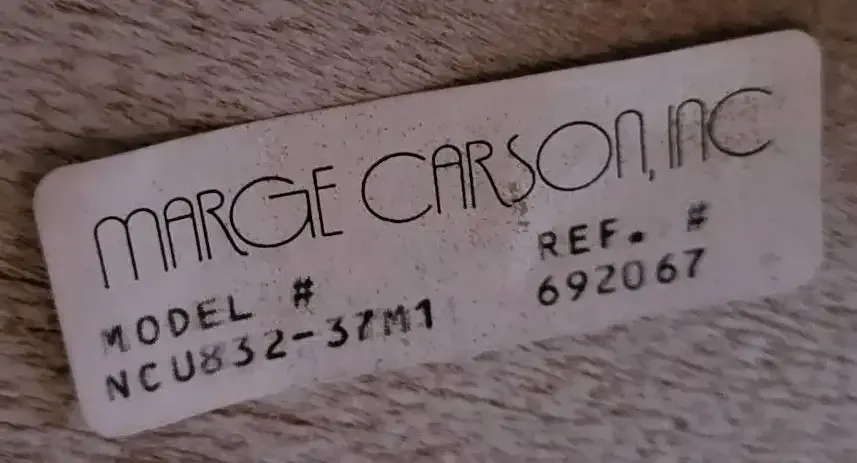 MARGE CARSON, INC
MODEL # REF. #
NCU832-37M1 692067